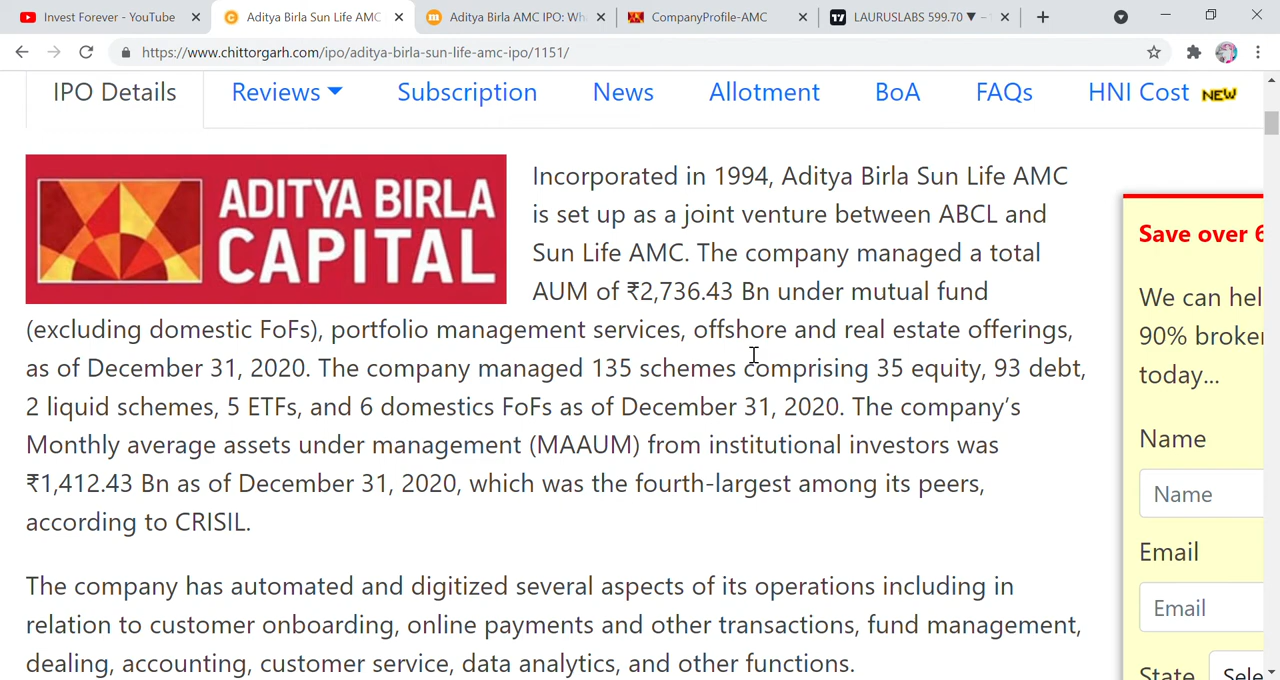 Invest Forever - YouTube
Aditya Birla Sun Life AMC
Aditya Birla AMC IPO: Wh
CompanyProfile-AMC
LAURUSLABS 599.70 ▼ –
https://www.chittorgarh.com/ipo/aditya-birla-sun-life-amc-ipo/1151/
IPO Details Reviews Subscription News Allotment BoA FAQs HNI Cost NEW
ADITYA BIRLA
CAPITAL
Incorporated in 1994, Aditya Birla Sun Life AMC
is set up as a joint venture between ABCL and
Sun Life AMC. The company managed a total
AUM of ₹2,736.43 Bn under mutual fund
(excluding domestic FoFs), portfolio management services, offshore and real estate offerings,
as of December 31, 2020. The company managed 135 schemes comprising 35 equity, 93 debt,
2 liquid schemes, 5 ETFs, and 6 domestics FoFs as of December 31, 2020. The company's
Monthly average assets under management (MAAUM) from institutional investors was
₹1,412.43 Bn as of December 31, 2020, which was the fourth-largest among its peers,
according to CRISIL.
The company has automated and digitized several aspects of its operations including in
relation to customer onboarding, online payments and other transactions, fund management,
dealing, accounting, customer service, data analytics, and other functions.
Save over 6
We can hel
90% broker
today...
Name
Name
Email
Email
State Sele